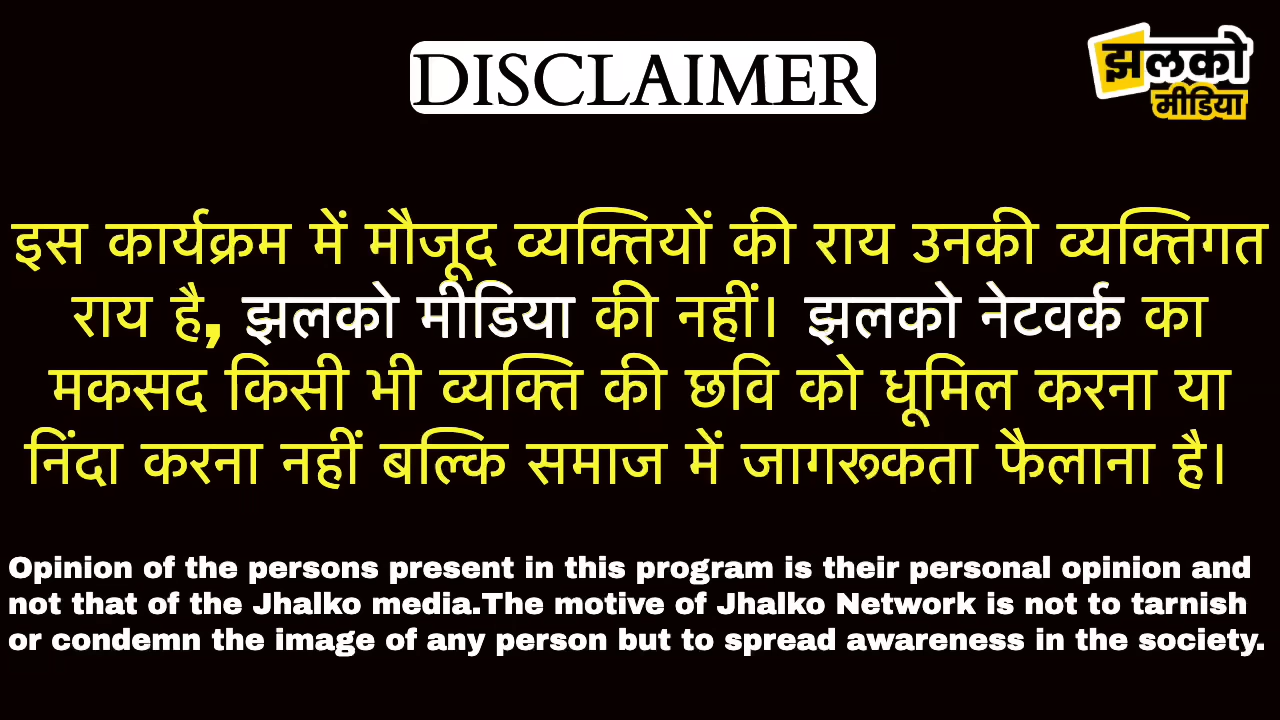 DISCLAIMER
झलको
मीडिया
इस कार्यक्रम में मौजूद व्यक्तियों की राय उनकी व्यक्तिगत
राय है, झलको मीडिया की नहीं। झलको नेटवर्क का
मकसद किसी भी व्यक्ति की छवि को धूमिल करना या
निंदा करना नहीं बल्कि समाज में जागरूकता फैलाना है।
Opinion of the persons present in this program is their personal opinion and
not that of the Jhalko media.The motive of Jhalko Network is not to tarnish
or condemn the image of any person but to spread awareness in the society.